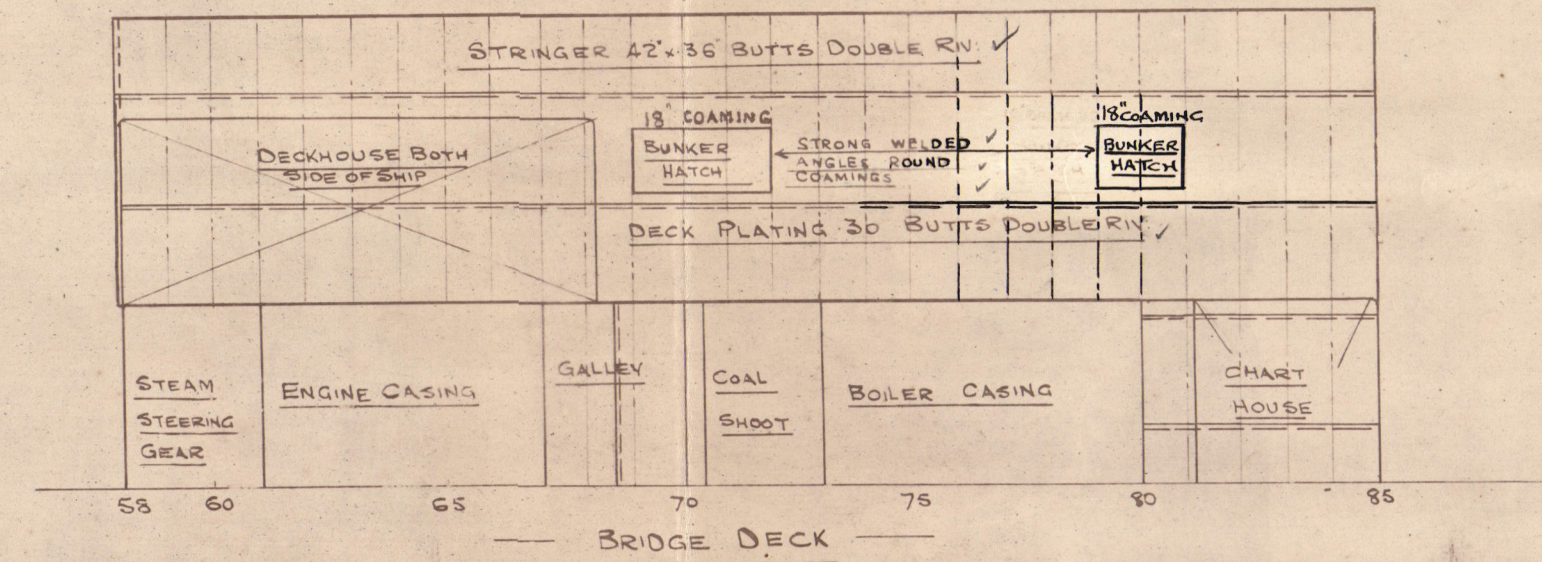 STRINGER 42" x .36 BUTTS DOUBLE RIV.
18" COAMING
BUNKER
HATCH
STRONG WELDED
ANGLES ROUND
COAMINGS
18" COAMING
BUNKER
HATCH
DECKHOUSE BOTH
SIDE OF SHIP
DECK PLATING .36 BUTTS DOUBLE RIV.
STEAM
STEERING
GEAR
ENGINE CASING
GALLEY
COAL
SHOOT
BOILER CASING
CHART
HOUSE
58 60 65 70 75 80 85
BRIDGE DECK